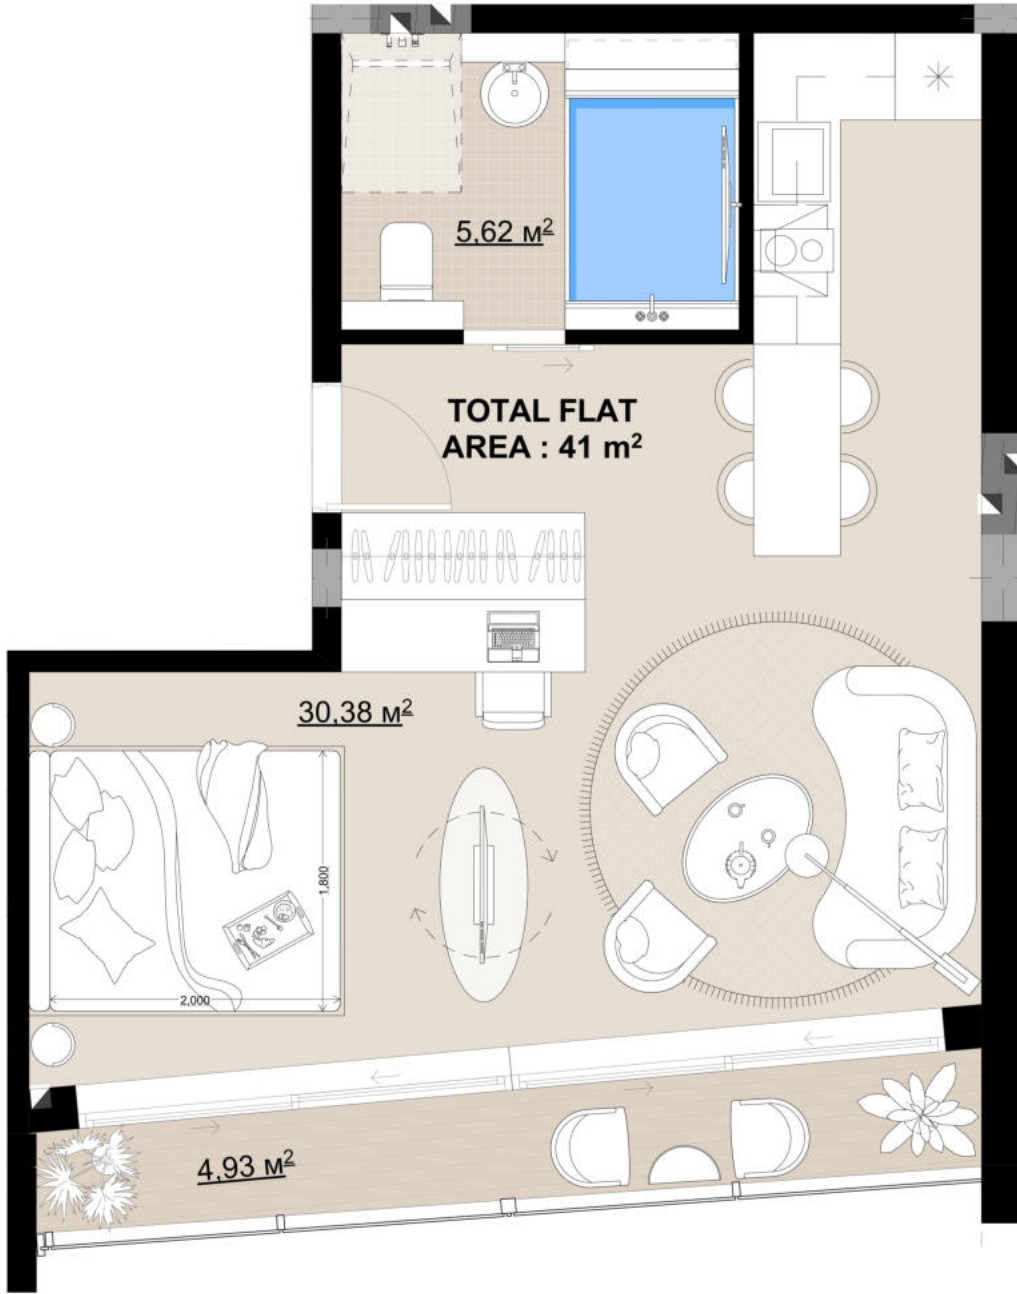 5,62 м²
TOTAL FLAT
AREA : 41 m²
30,38 м²
1,800
2,000
4,93 м²